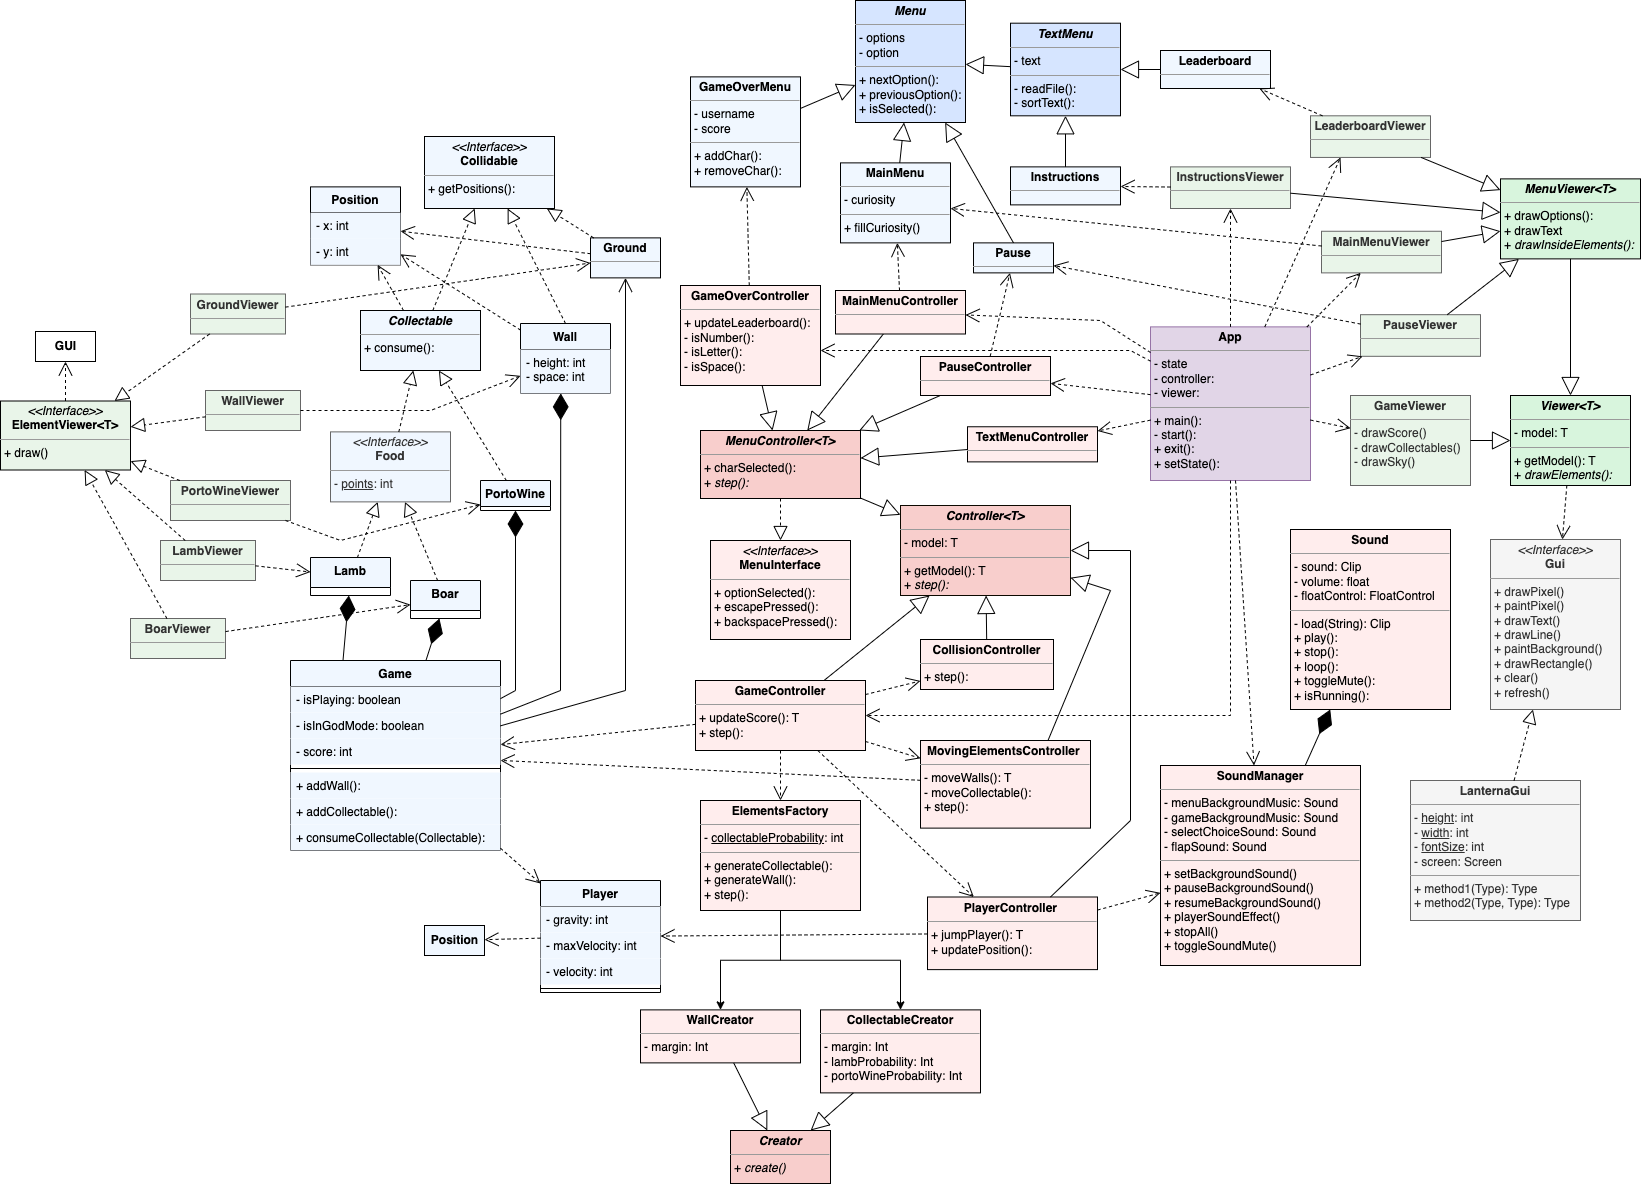 Menu
- options
- option
+ nextOption():
+ previousOption():
+ isSelected():
TextMenu
- text
- readFile():
- sortText():
Leaderboard
GameOverMenu
- username
- score
+ addChar():
+ removeChar():
LeaderboardViewer
<<Interface>>
Collidable
+ getPositions():
MainMenu
- curiosity
+ fillCuriosity()
Instructions
InstructionsViewer
MenuViewer<T>
+ drawOptions():
+ drawText
+ drawInsideElements():
Position
- x: int
- y: int
Ground
Pause
MainMenuViewer
GroundViewer
GameOverController
+ updateLeaderboard():
- isNumber():
- isLetter():
- isSpace():
MainMenuController
Collectable
+ consume():
Wall
- height: int
- space: int
GUI
App
- state
- controller:
- viewer:
+ main():
- start():
+ exit():
+ setState():
PauseViewer
PauseController
WallViewer
<<Interface>>
ElementViewer<T>
+ draw()
GameViewer
- drawScore()
- drawCollectables()
- drawSky()
Viewer<T>
- model: T
+ getModel(): T
+ drawElements():
<<Interface>>
Food
- points: int
MenuController<T>
+ charSelected():
+ step():
TextMenuController
PortoWineViewer
PortoWine
Controller<T>
- model: T
+ getModel(): T
+ step():
LambViewer
Lamb
Boar
BoarViewer
<<Interface>>
MenuInterface
+ optionSelected():
+ escapePressed():
+ backspacePressed():
Sound
- sound: Clip
- volume: float
- floatControl: FloatControl
- load(String): Clip
+ play():
+ stop():
+ loop():
+ toggleMute():
+ isRunning():
<<Interface>>
Gui
+ drawPixel()
+ paintPixel()
+ drawText()
+ drawLine()
+ paintBackground()
+ drawRectangle()
+ clear()
+ refresh()
CollisionController
+ step():
Game
- isPlaying: boolean
- isInGodMode: boolean
- score: int
+ addWall():
+ addCollectable():
+ consumeCollectable(Collectable):
GameController
+ updateScore(): T
+ step():
MovingElementsController
- moveWalls(): T
- moveCollectable():
+ step():
SoundManager
- menuBackgroundMusic: Sound
- gameBackgroundMusic: Sound
- selectChoiceSound: Sound
- flapSound: Sound
+ setBackgroundSound()
+ pauseBackgroundSound()
+ resumeBackgroundSound()
+ playerSoundEffect()
+ stopAll()
+ toggleSoundMute()
LanternaGui
- height: int
- width: int
- fontSize: int
- screen: Screen
+ method1(Type): Type
+ method2(Type, Type): Type
ElementsFactory
- collectableProbability: int
+ generateCollectable():
+ generateWall():
+ step():
Player
- gravity: int
- maxVelocity: int
- velocity: int
Position
PlayerController
+ jumpPlayer(): T
+ updatePosition():
WallCreator
- margin: Int
CollectableCreator
- margin: Int
- lambProbability: Int
- portoWineProbability: Int
Creator
+ create()